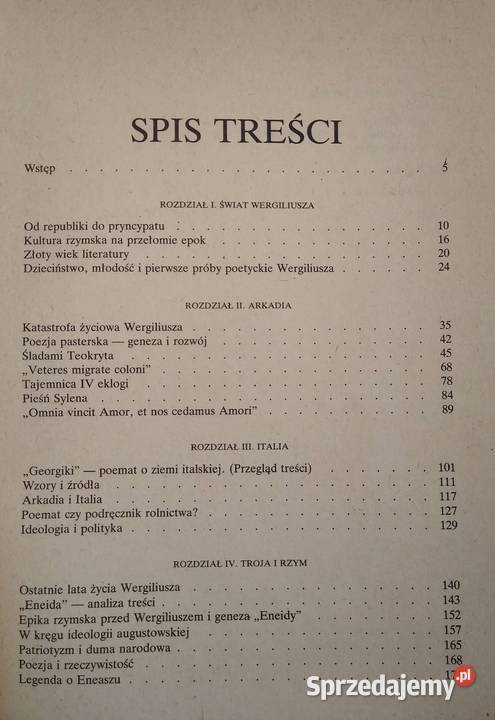 SPIS TREŚCI
Wstęp . . . . . . . . . . . . . . . . . . . . . . . 5
ROZDZIAŁ I. ŚWIAT WERGILIUSZA
Od republiki do pryncypatu . . . . . . . . . . . . . . 10
Kultura rzymska na przełomie epok . . . . . . . . . . . 16
Złoty wiek literatury . . . . . . . . . . . . . . . . . 20
Dzieciństwo, młodość i pierwsze próby poetyckie Wergiliusza . . . . . 24
ROZDZIAŁ II. ARKADIA
Katastrofa życiowa Wergiliusza . . . . . . . . . . . . . 35
Poezja pasterska — geneza i rozwój . . . . . . . . . . . 42
Śladami Teokryta . . . . . . . . . . . . . . . . . . 45
„Veteres migrate coloni” . . . . . . . . . . . . . . . 68
Tajemnica IV eklogi . . . . . . . . . . . . . . . . . 78
Pieśń Sylena . . . . . . . . . . . . . . . . . . . . 84
„Omnia vincit Amor, et nos cedamus Amori” . . . . . . . . . 89
ROZDZIAŁ III. ITALIA
„Georgiki” — poemat o ziemi italskiej. (Przegląd treści) . . . . . . 101
Wzory i źródła . . . . . . . . . . . . . . . . . . . 111
Arkadia i Italia . . . . . . . . . . . . . . . . . . 117
Poemat czy podręcznik rolnictwa? . . . . . . . . . . . . 127
Ideologia i polityka . . . . . . . . . . . . . . . . . 129
ROZDZIAŁ IV. TROJA I RZYM
Ostatnie lata życia Wergiliusza . . . . . . . . . . . . . 140
„Eneida” — analiza treści . . . . . . . . . . . . . . . 143
Epika rzymska przed Wergiliuszem i geneza „Eneidy” . . . . . . . 152
W kręgu ideologii augustowskiej . . . . . . . . . . . . . 157
Patriotyzm i duma narodowa . . . . . . . . . . . . . . 165
Poezja i rzeczywistość . . . . . . . . . . . . . . . . 168
Legenda o Eneaszu . . . . . . . . . . . . . . . . .
Sprzedajemy.pl